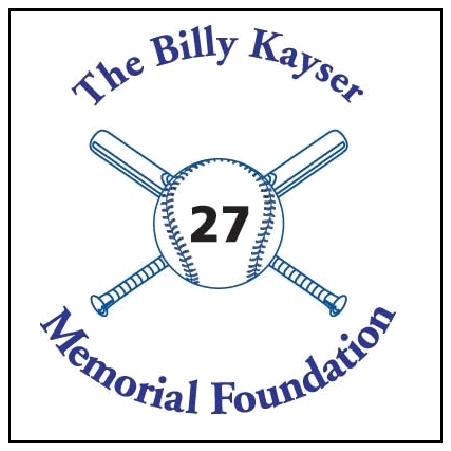 The Billy Kayser
27
Memorial Foundation